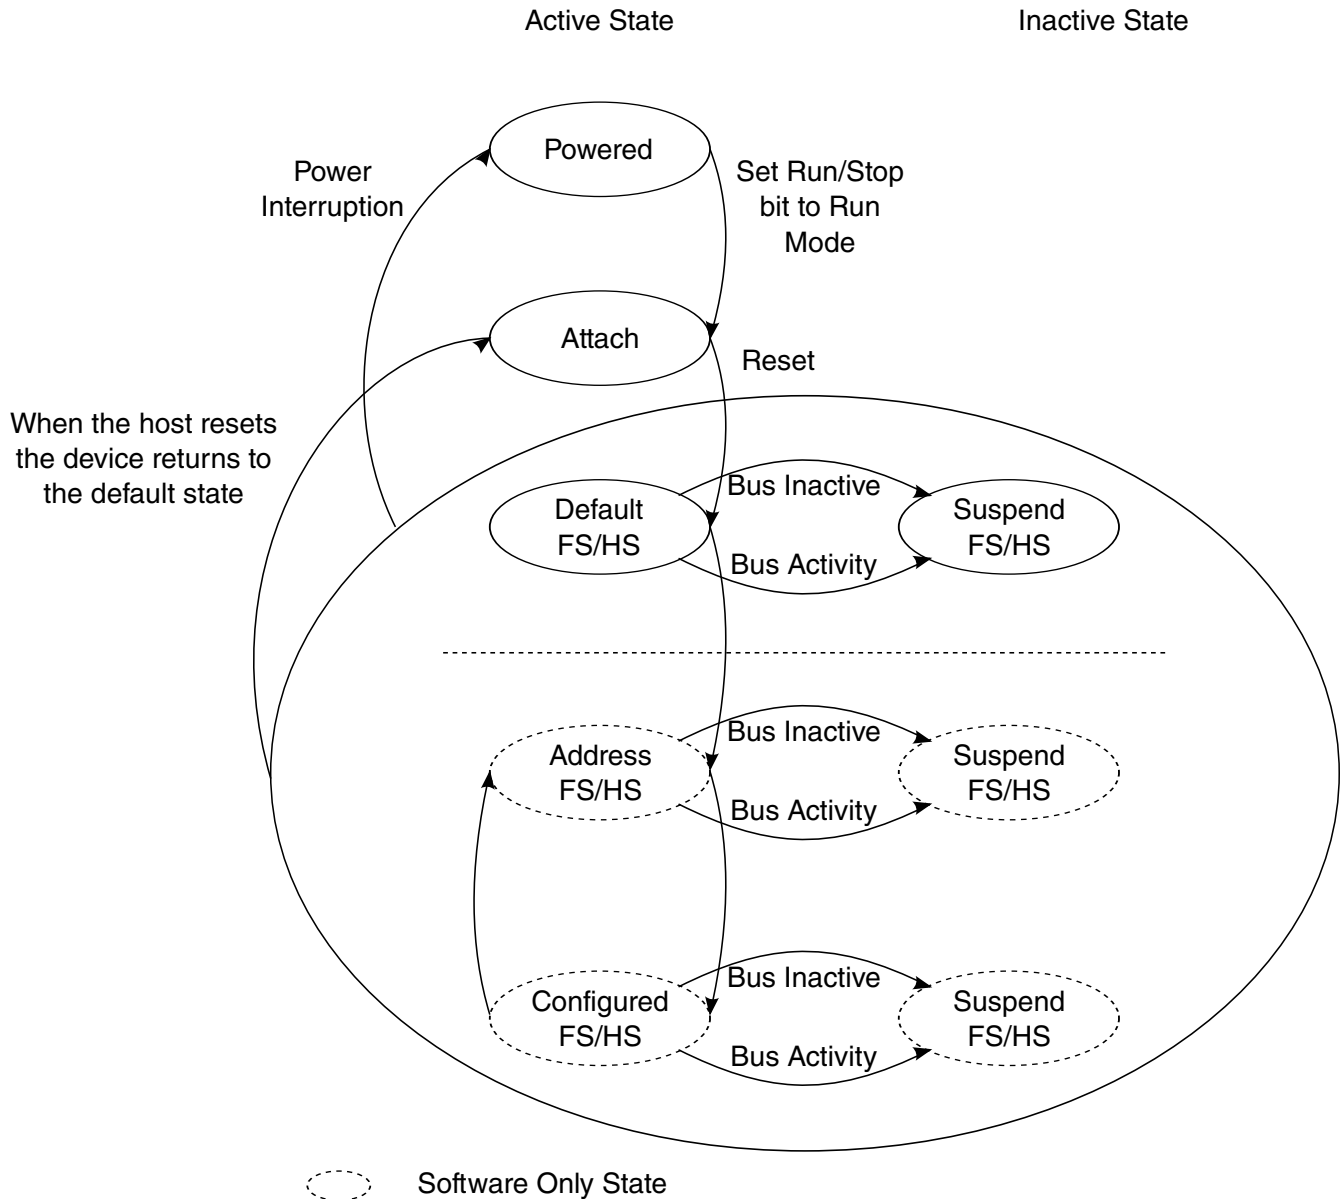 Active State
Inactive State
Powered
Power
Interruption
Set Run/Stop
bit to Run
Mode
Attach
Reset
When the host resets
the device returns to
the default state
Default
FS/HS
Bus Inactive
Bus Activity
Suspend
FS/HS
Address
FS/HS
Bus Inactive
Bus Activity
Suspend
FS/HS
Configured
FS/HS
Bus Inactive
Bus Activity
Suspend
FS/HS
Software Only State